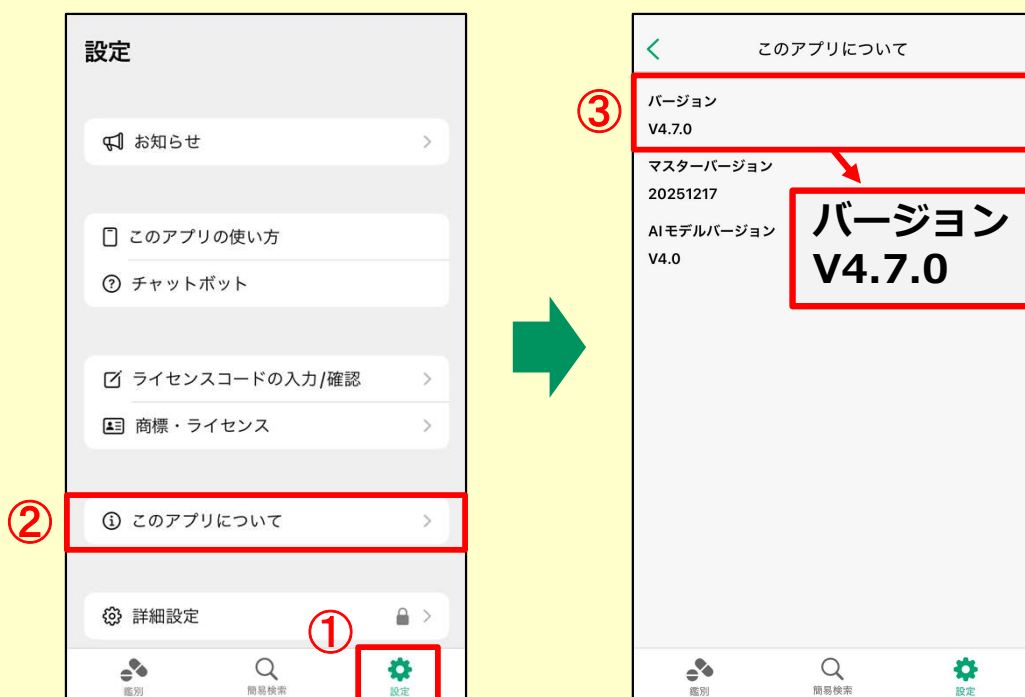 設定
お知らせ
このアプリの使い方
チャットボット
ライセンスコードの入力/確認
商標・ライセンス
②
このアプリについて
詳細設定
①
鑑別
簡易検索
設定
このアプリについて
③
バージョン
V4.7.0
マスターバージョン
20251217
AIモデルバージョン
V4.0
バージョン
V4.7.0
鑑別
簡易検索
設定